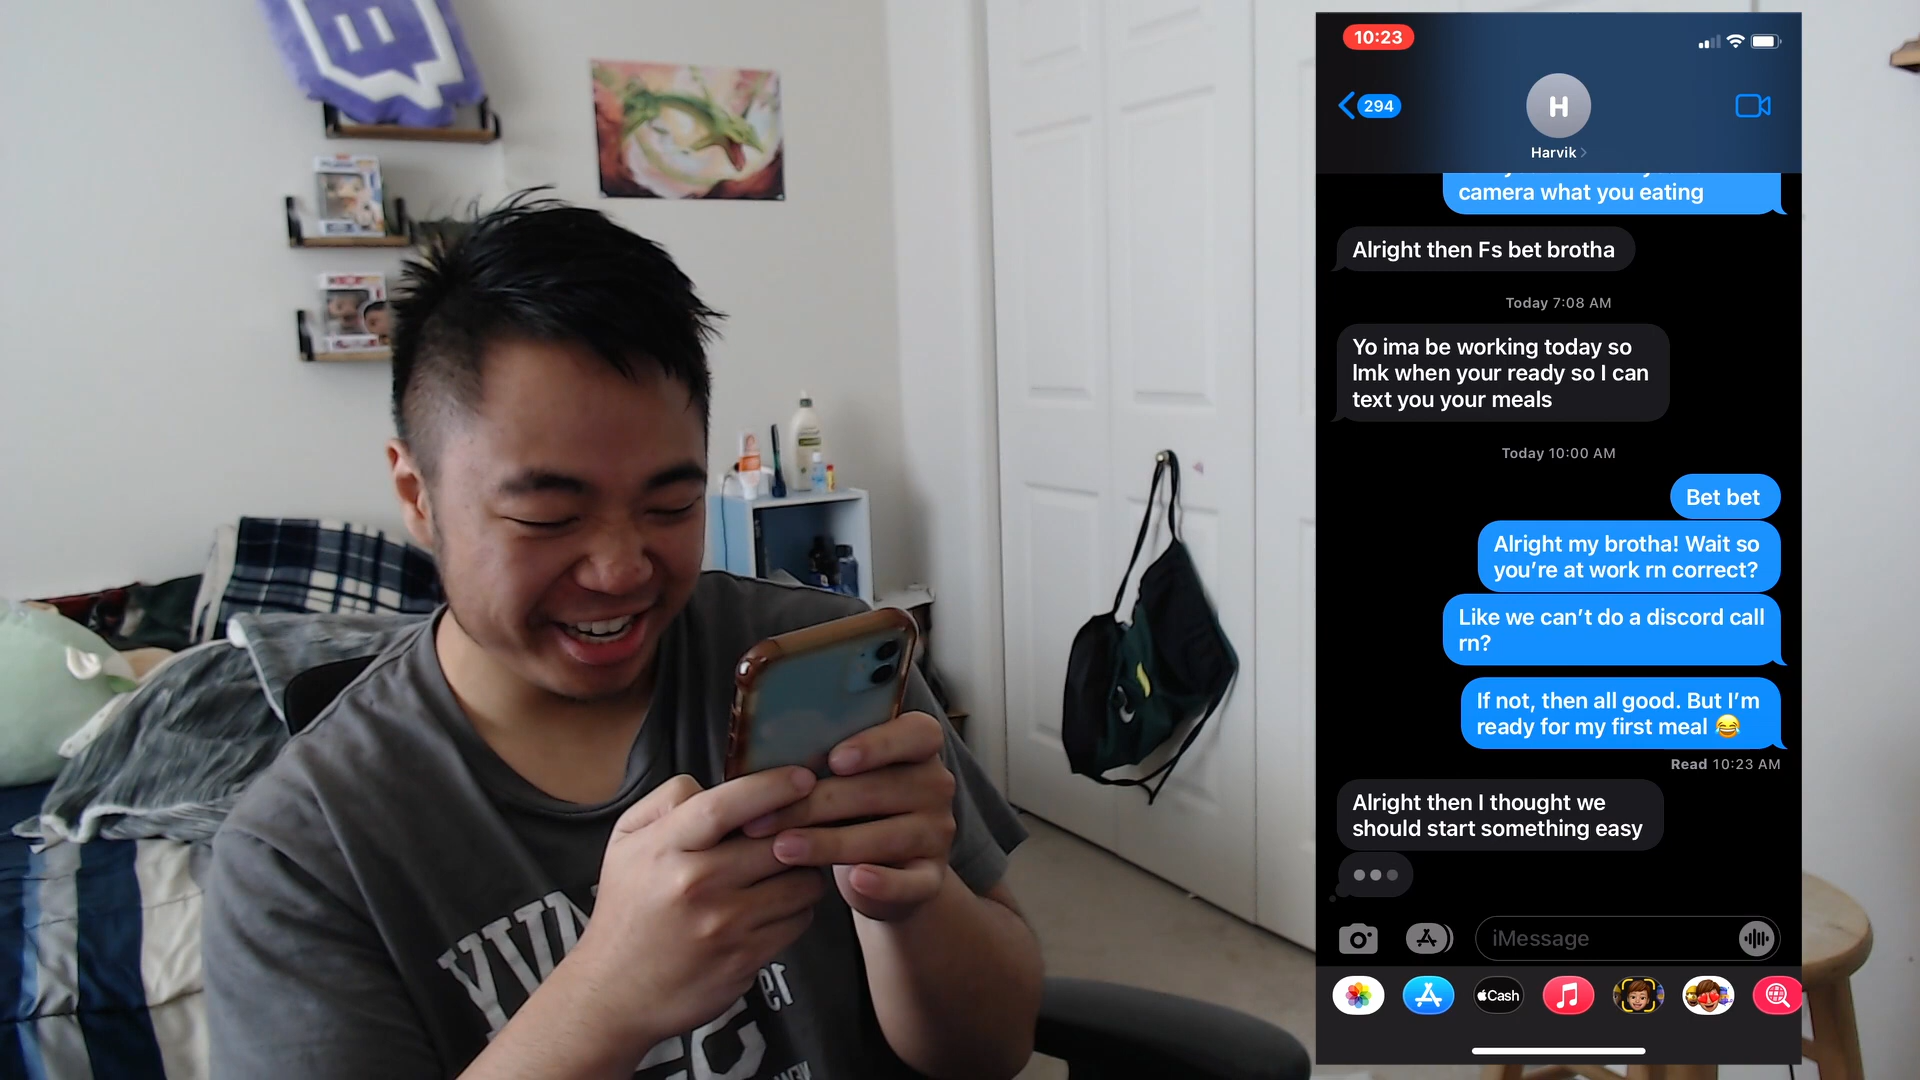 10:23
294
H
Harvik
camera what you eating
Alright then Fs bet brotha
Today 7:08 AM
Yo ima be working today so
lmk when your ready so I can
text you your meals
Today 10:00 AM
Bet bet
Alright my brotha! Wait so
you’re at work rn correct?
Like we can’t do a discord call
rn?
If not, then all good. But I’m
ready for my first meal 😂
Read 10:23 AM
Alright then I thought we
should start something easy
iMessage
Cash